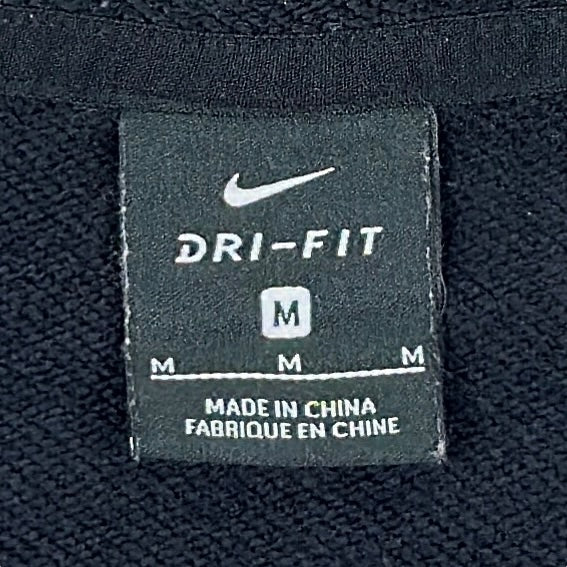 DRI-FIT
M
M M M
MADE IN CHINA
FABRIQUE EN CHINE